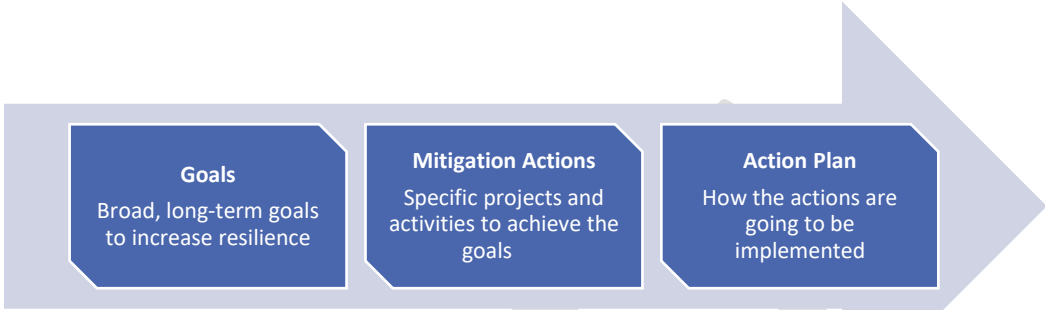 Goals
Broad, long-term goals
to increase resilience
Mitigation Actions
Specific projects and
activities to achieve the
goals
Action Plan
How the actions are
going to be
implemented